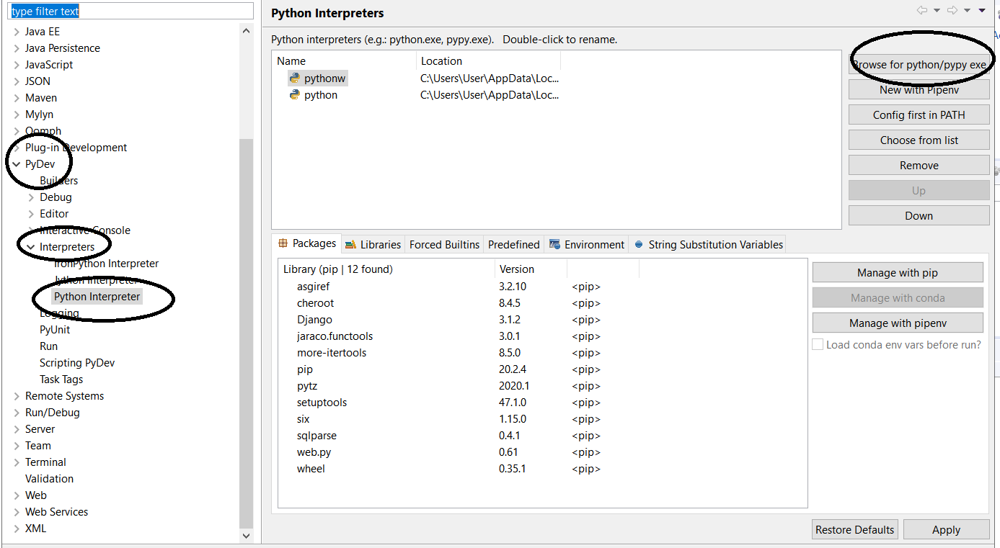 type filter text
Java EE
Java Persistence
JavaScript
JSON
Maven
Mylyn
Oomph
Plug-in Development
PyDev
Builders
Debug
Editor
Interactive Console
Interpreters
IronPython Interpreter
Jython Interpreter
Python Interpreter
Logging
PyUnit
Run
Scripting PyDev
Task Tags
Remote Systems
Run/Debug
Server
Team
Terminal
Validation
Web
Web Services
XML
Python Interpreters
Python interpreters (e.g.: python.exe, pypy.exe).   Double-click to rename.
Name Location
pythonw C:\Users\User\AppData\Loc...
python C:\Users\User\AppData\Loc...
Browse for python/pypy exe
New with Pipenv
Config first in PATH
Choose from list
Remove
Up
Down
Packages Libraries Forced Builtins Predefined Environment String Substitution Variables
Library (pip | 12 found) Version
asgiref 3.2.10 <pip>
cheroot 8.4.5 <pip>
Django 3.1.2 <pip>
jaraco.functools 3.0.1 <pip>
more-itertools 8.5.0 <pip>
pip 20.2.4 <pip>
pytz 2020.1 <pip>
setuptools 47.1.0 <pip>
six 1.15.0 <pip>
sqlparse 0.4.1 <pip>
web.py 0.61 <pip>
wheel 0.35.1 <pip>
Manage with pip
Manage with conda
Manage with pipenv
Load conda env vars before run?
Restore Defaults Apply